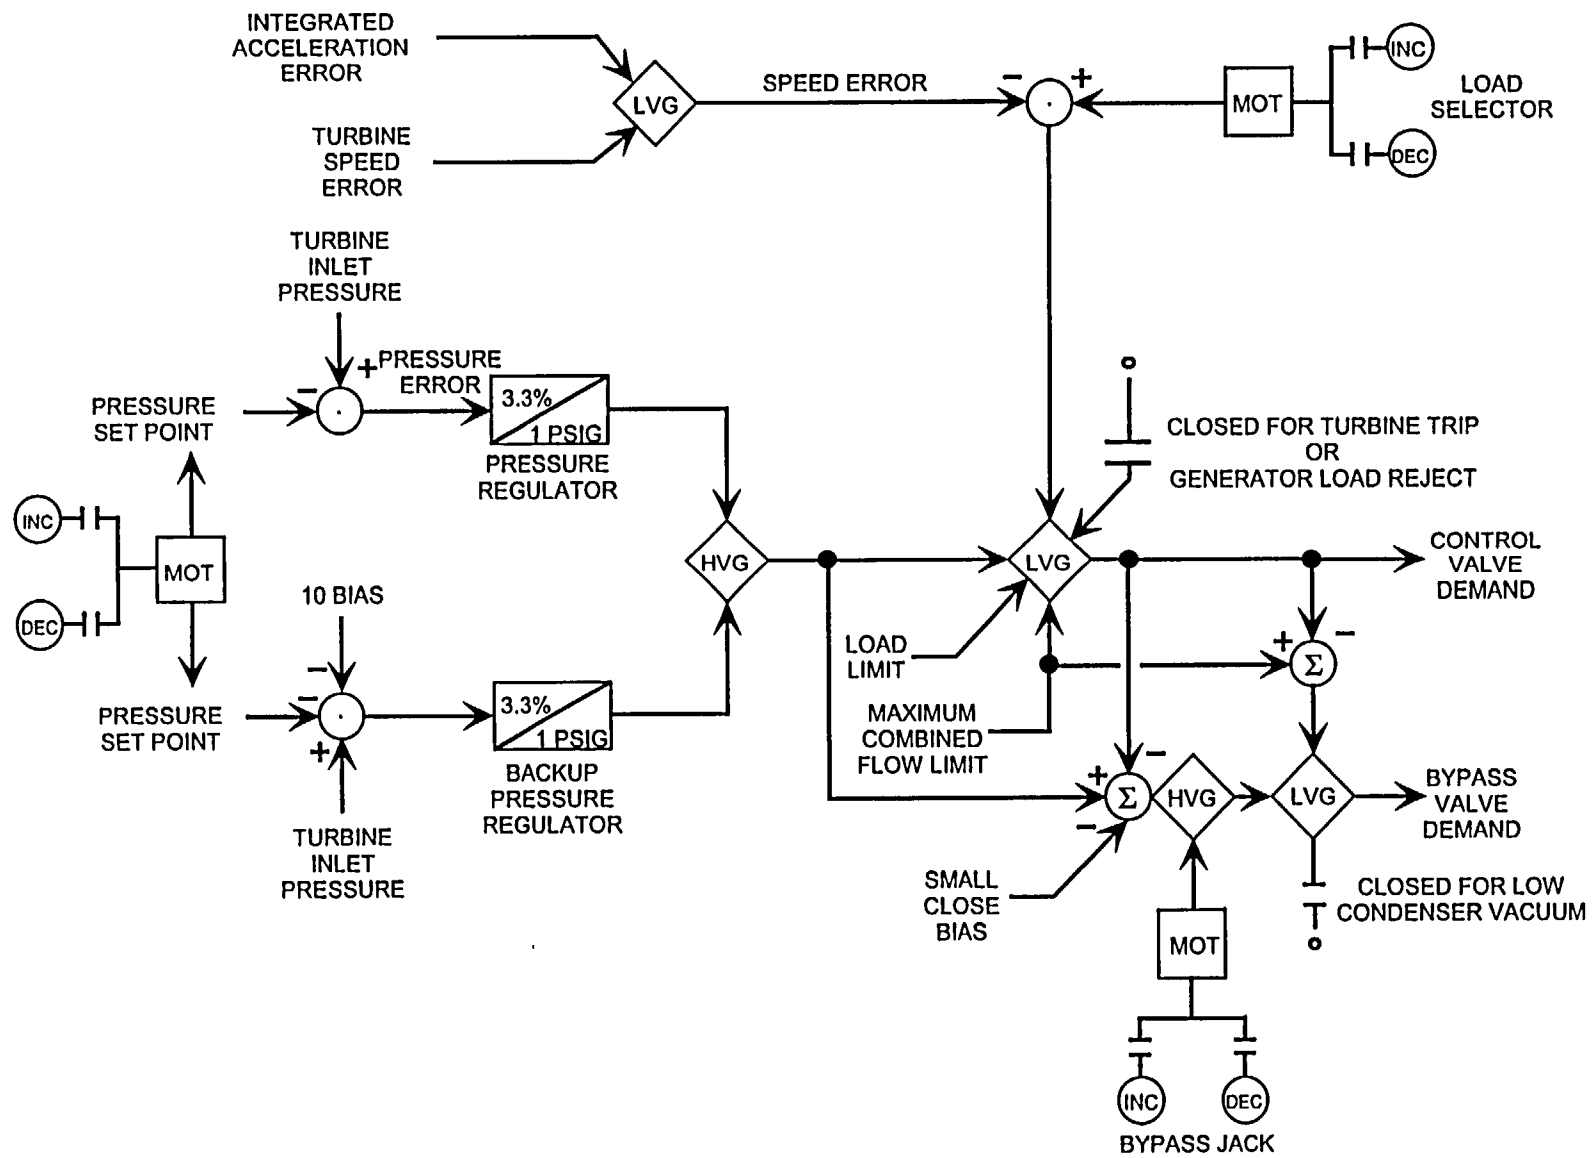 INTEGRATED
ACCELERATION
ERROR
LVG
SPEED ERROR
−
+
MOT
INC
DEC
LOAD
SELECTOR
TURBINE
SPEED
ERROR
TURBINE
INLET
PRESSURE
+
−
PRESSURE
ERROR
3.3%
1 PSIG
PRESSURE
REGULATOR
PRESSURE
SET POINT
INC
DEC
MOT
HVG
CLOSED FOR TURBINE TRIP
OR
GENERATOR LOAD REJECT
LVG
CONTROL
VALVE
DEMAND
10 BIAS
−
−
+
PRESSURE
SET POINT
3.3%
1 PSIG
BACKUP
PRESSURE
REGULATOR
TURBINE
INLET
PRESSURE
LOAD
LIMIT
MAXIMUM
COMBINED
FLOW LIMIT
+
−
Σ
−
+
Σ
−
HVG
LVG
BYPASS
VALVE
DEMAND
SMALL
CLOSE
BIAS
CLOSED FOR LOW
CONDENSER VACUUM
MOT
INC
DEC
BYPASS JACK